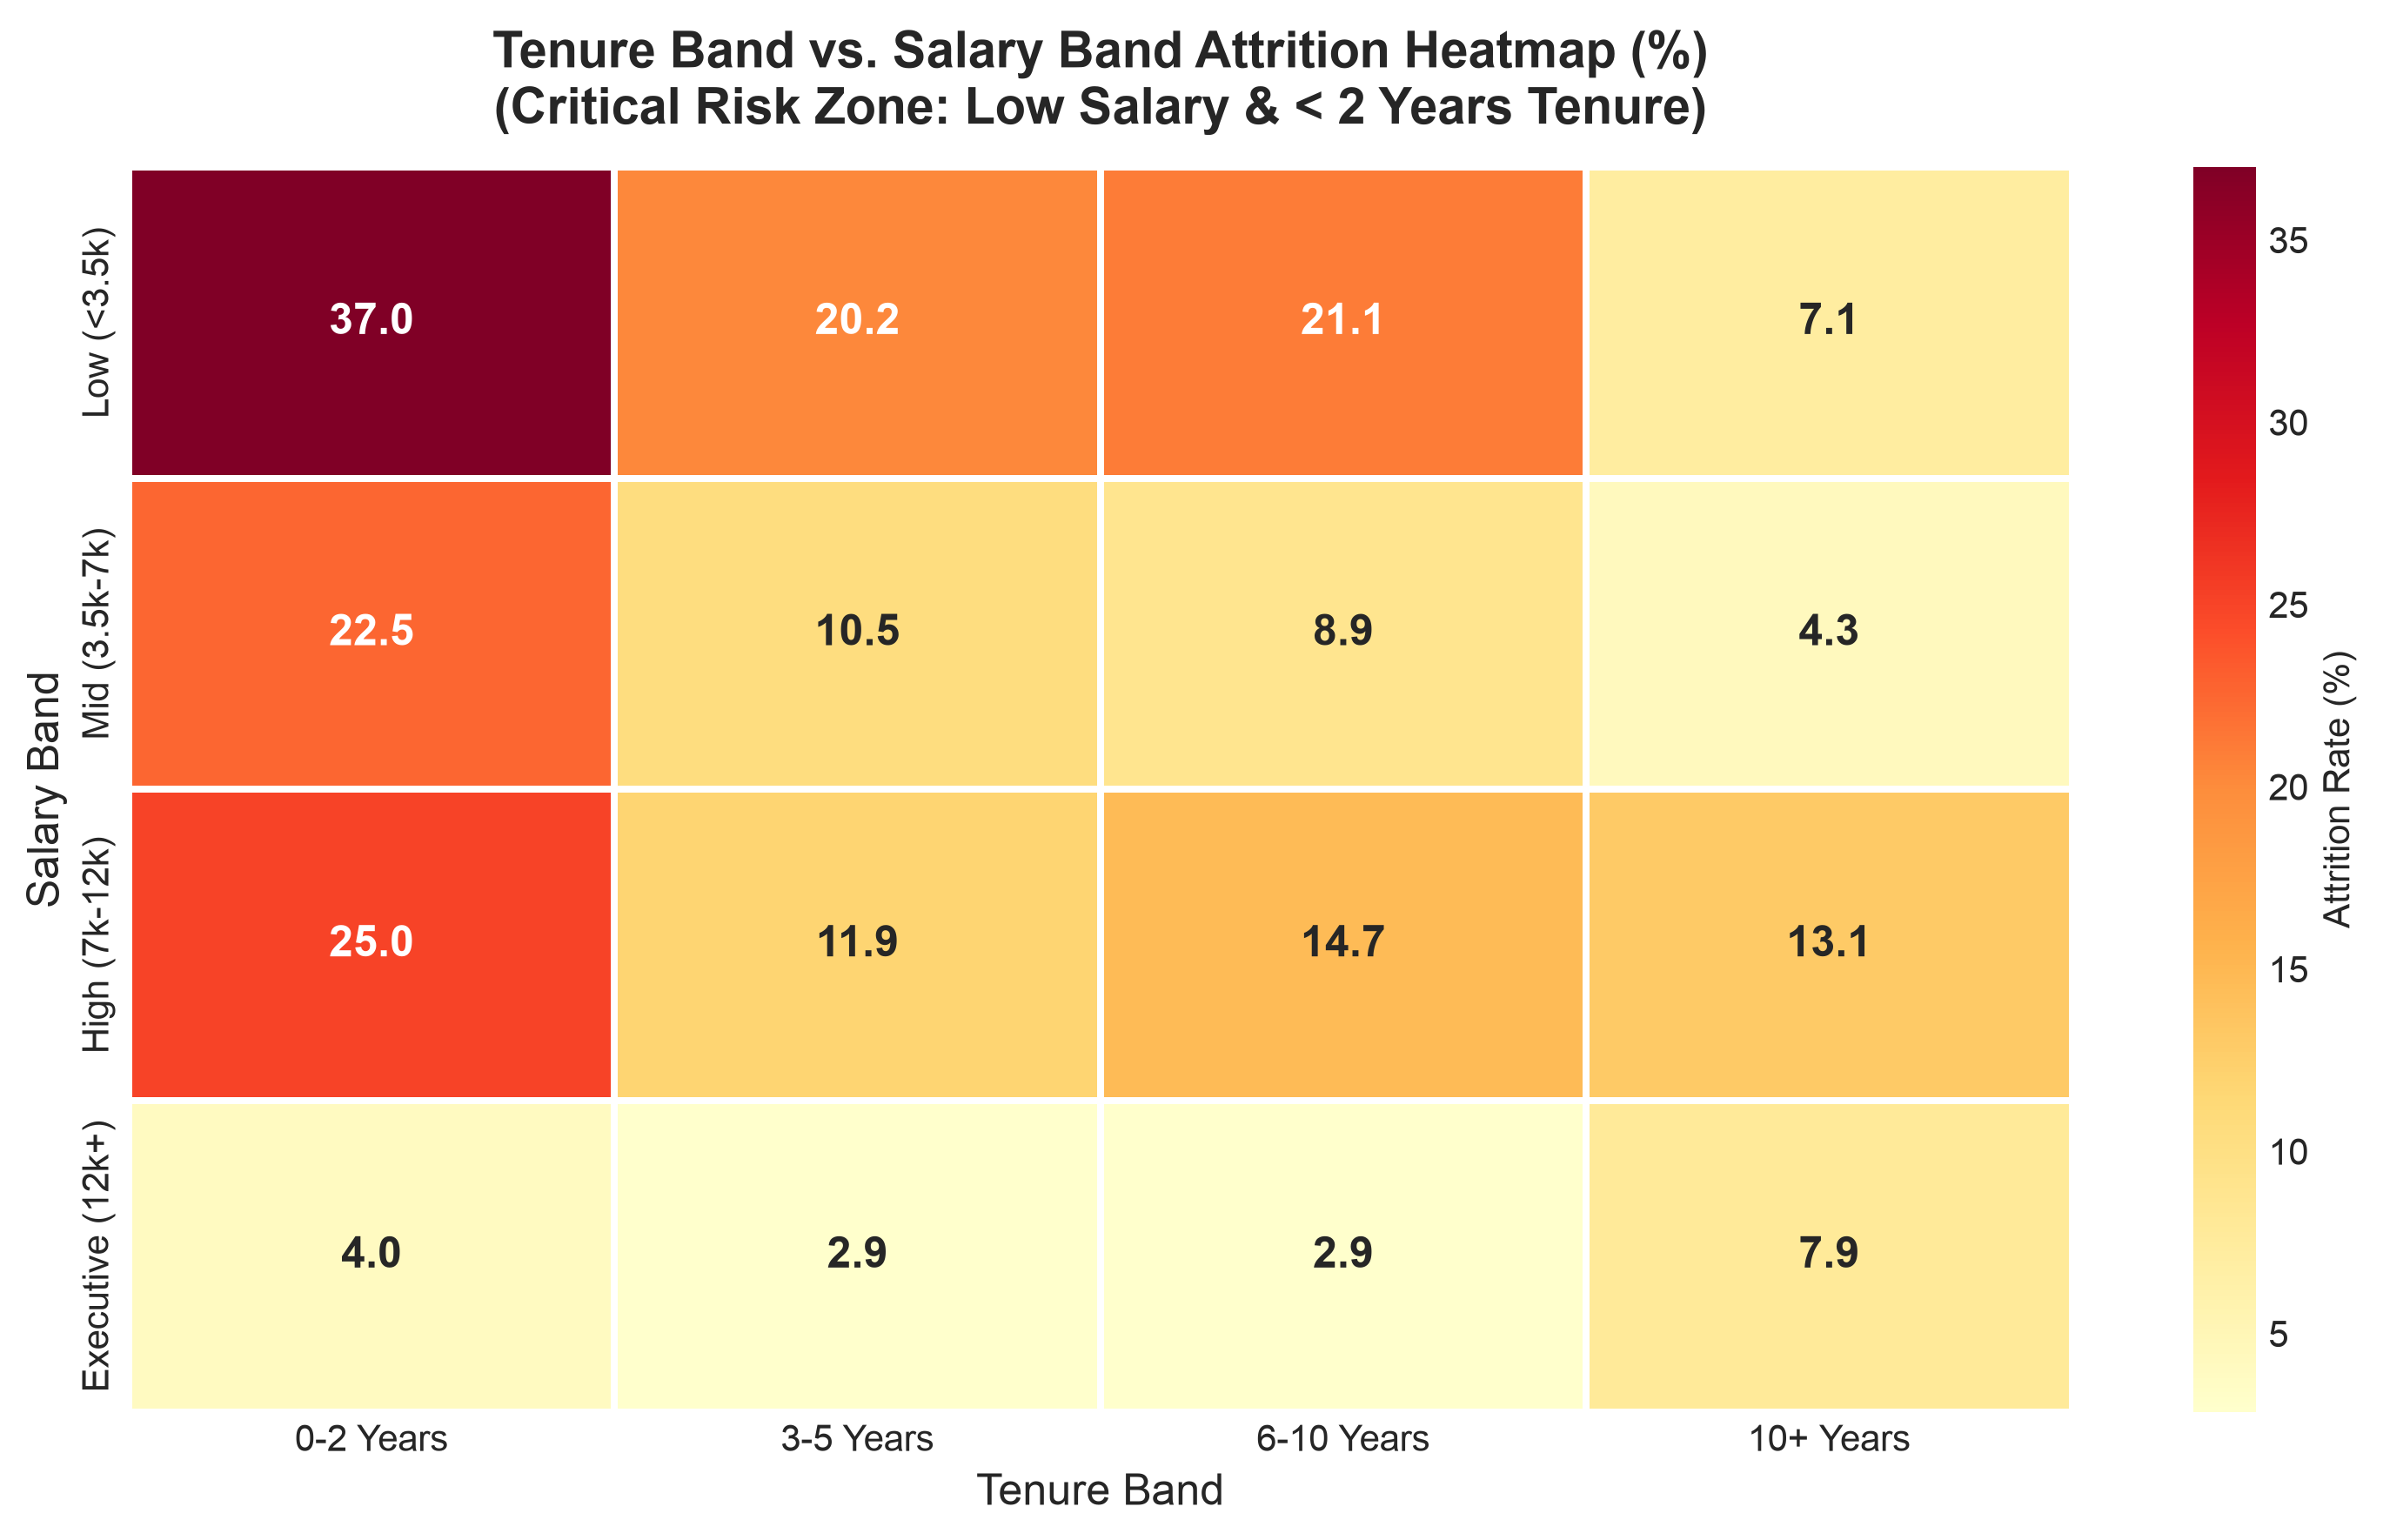 Tenure Band vs. Salary Band Attrition Heatmap (%)
(Critical Risk Zone: Low Salary & < 2 Years Tenure)
Salary Band
Low (<3.5k)
37.0
20.2
21.1
7.1
Mid (3.5k-7k)
22.5
10.5
8.9
4.3
High (7k-12k)
25.0
11.9
14.7
13.1
Executive (12k+)
4.0
2.9
2.9
7.9
0-2 Years
3-5 Years
6-10 Years
10+ Years
Tenure Band
35
30
25
20
15
10
5
Attrition Rate (%)